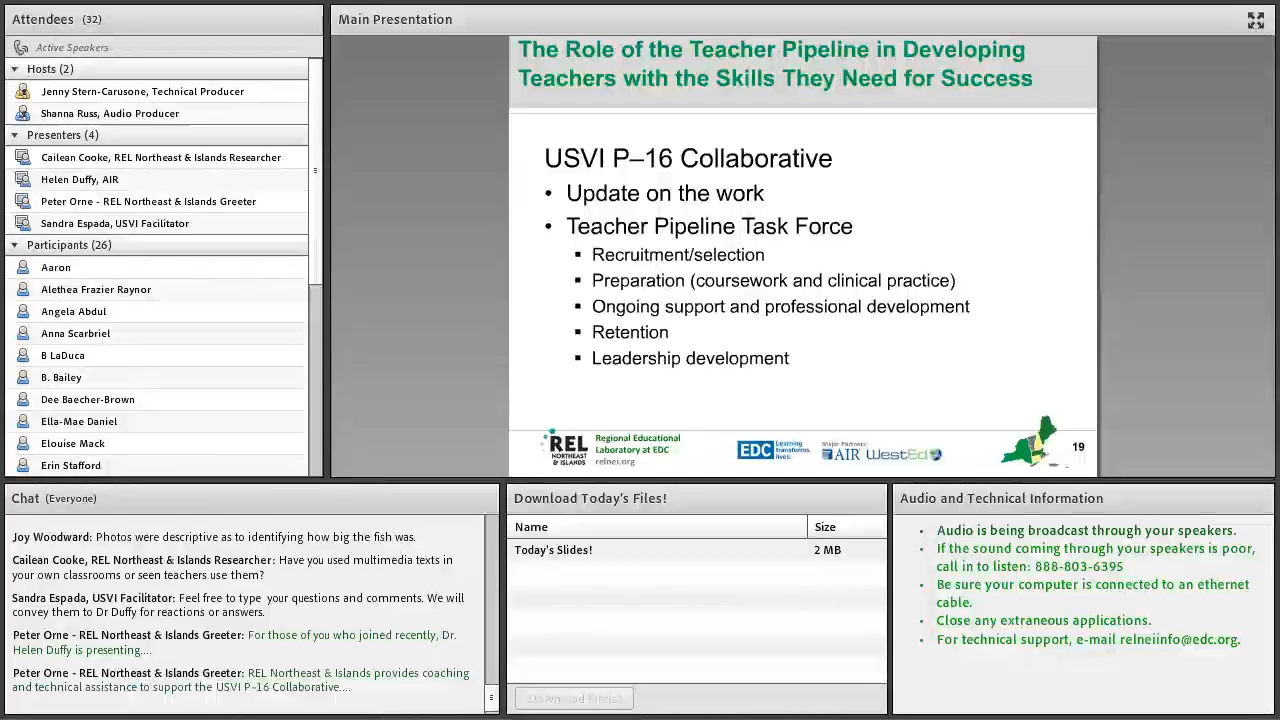 Attendees (32)
Active Speakers
Hosts (2)
Jenny Stern-Carusone, Technical Producer
Shanna Russ, Audio Producer
Presenters (4)
Cailean Cooke, REL Northeast & Islands Researcher
Helen Duffy, AIR
Peter Orne - REL Northeast & Islands Greeter
Sandra Espada, USVI Facilitator
Participants (26)
Aaron
Alethea Frazier Raynor
Angela Abdul
Anna Scarbriel
B LaDuca
B. Bailey
Dee Baecher-Brown
Ella-Mae Daniel
Elouise Mack
Erin Stafford
Main Presentation
The Role of the Teacher Pipeline in Developing
Teachers with the Skills They Need for Success
USVI P–16 Collaborative
• Update on the work
• Teacher Pipeline Task Force
▪ Recruitment/selection
▪ Preparation (coursework and clinical practice)
▪ Ongoing support and professional development
▪ Retention
▪ Leadership development
REL
NORTHEAST
& ISLANDS
Regional Educational
Laboratory at EDC
relnei.org
EDC
Learning
transforms
lives.
Major Partners:
AIR WestEd
19
Chat (Everyone)
Joy Woodward: Photos were descriptive as to identifying how big the fish was.
Cailean Cooke, REL Northeast & Islands Researcher: Have you used multimedia texts in
your own classrooms or seen teachers use them?
Sandra Espada, USVI Facilitator: Feel free to type your questions and comments. We will
convey them to Dr Duffy for reactions or answers.
Peter Orne - REL Northeast & Islands Greeter: For those of you who joined recently, Dr.
Helen Duffy is presenting....
Peter Orne - REL Northeast & Islands Greeter: REL Northeast & Islands provides coaching
and technical assistance to support the USVI P-16 Collaborative....
Download Today's Files!
Name Size
Today's Slides! 2 MB
Download File(s)
Audio and Technical Information
• Audio is being broadcast through your speakers.
• If the sound coming through your speakers is poor,
call in to listen: 888-803-6395
• Be sure your computer is connected to an ethernet
cable.
• Close any extraneous applications.
• For technical support, e-mail relneiinfo@edc.org.